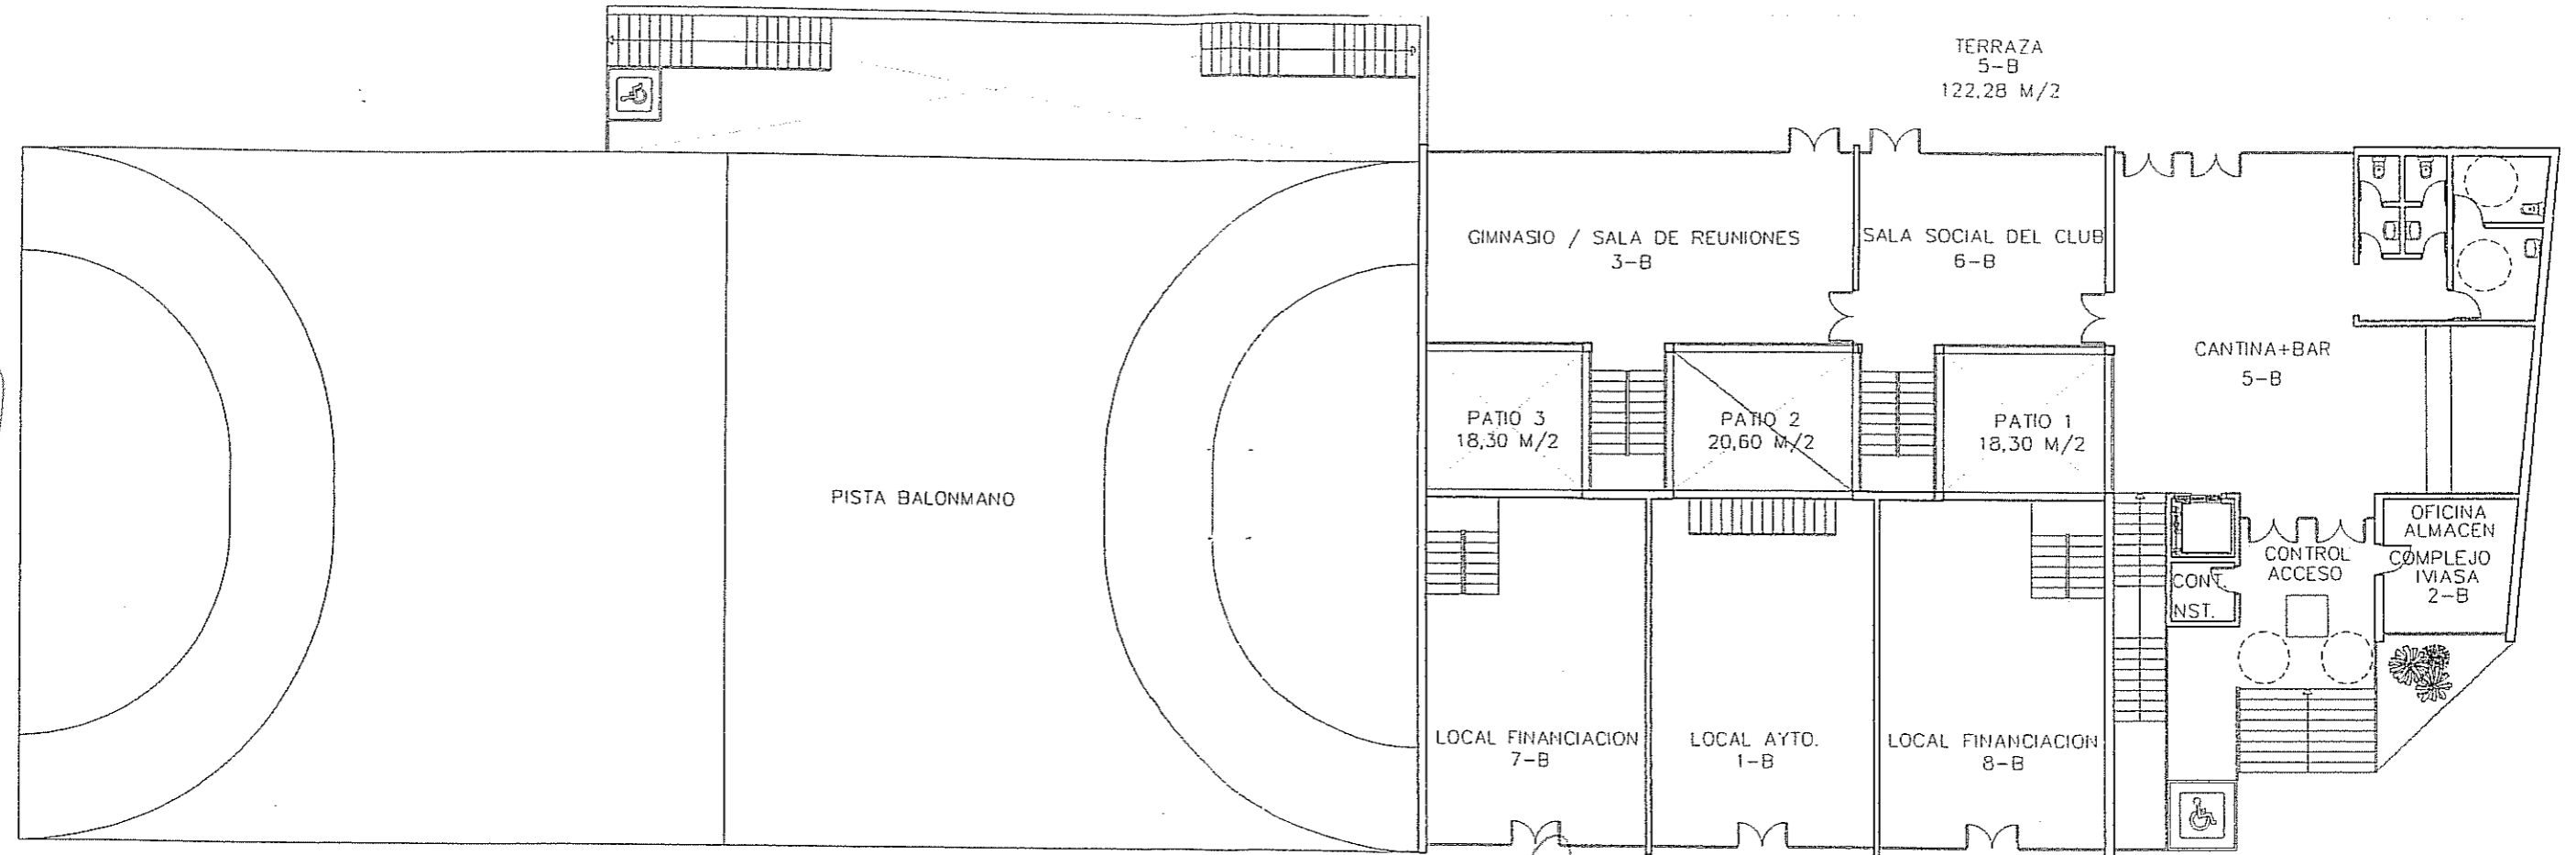 TERRAZA
5-B
122,28 M/2
GIMNASIO / SALA DE REUNIONES
3-B
SALA SOCIAL DEL CLUB
6-B
CANTINA+BAR
5-B
PATIO 3
18,30 M/2
PATIO 2
20,60 M/2
PATIO 1
18,30 M/2
PISTA BALONMANO
OFICINA
ALMACEN
COMPLEJO
IVIASA
2-B
CONTROL
ACCESO
CONT.
NST.
LOCAL FINANCIACION
7-B
LOCAL AYTO.
1-B
LOCAL FINANCIACION
8-B